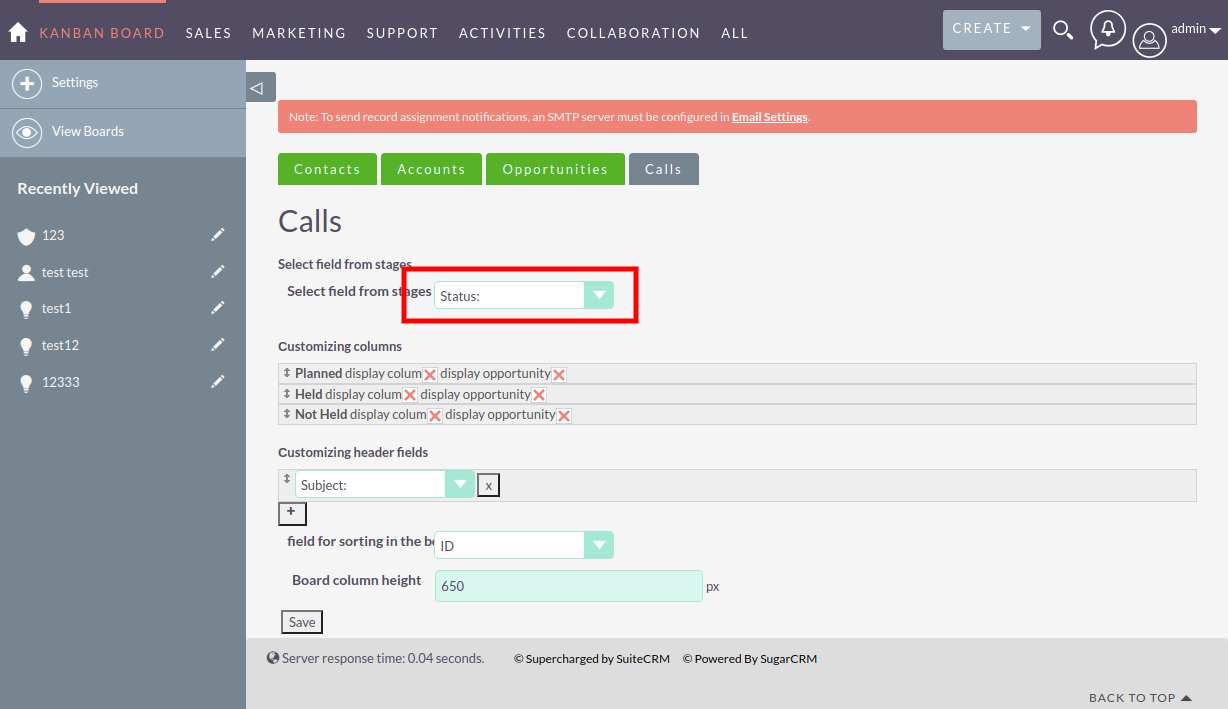 KANBAN BOARD SALES MARKETING SUPPORT ACTIVITIES COLLABORATION ALL CREATE admin
Settings
View Boards
Recently Viewed
123
test test
test1
test12
12333
Note: To send record assignment notifications, an SMTP server must be configured in Email Settings.
Contacts Accounts Opportunities Calls
Calls
Select field from stages
Select field from stages Status:
Customizing columns
Planned display colum display opportunity
Held display colum display opportunity
Not Held display colum display opportunity
Customizing header fields
Subject: x
+
field for sorting in the bo ID
Board column height 650 px
Save
Server response time: 0.04 seconds. © Supercharged by SuiteCRM © Powered By SugarCRM
BACK TO TOP